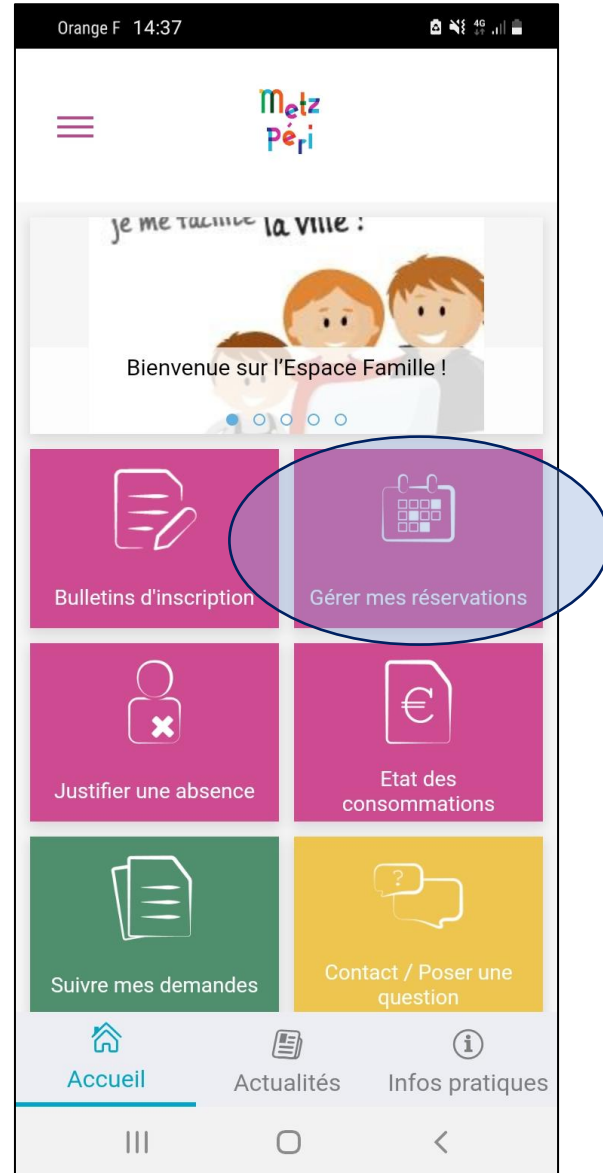 Orange F 14:37
4G
Metz
Péri
je me facilite la ville !
Bienvenue sur l'Espace Famille !
Bulletins d'inscription
Gérer mes réservations
Justifier une absence
€
Etat des
consommations
Suivre mes demandes
?
Contact / Poser une
question
Accueil
Actualités
Infos pratiques